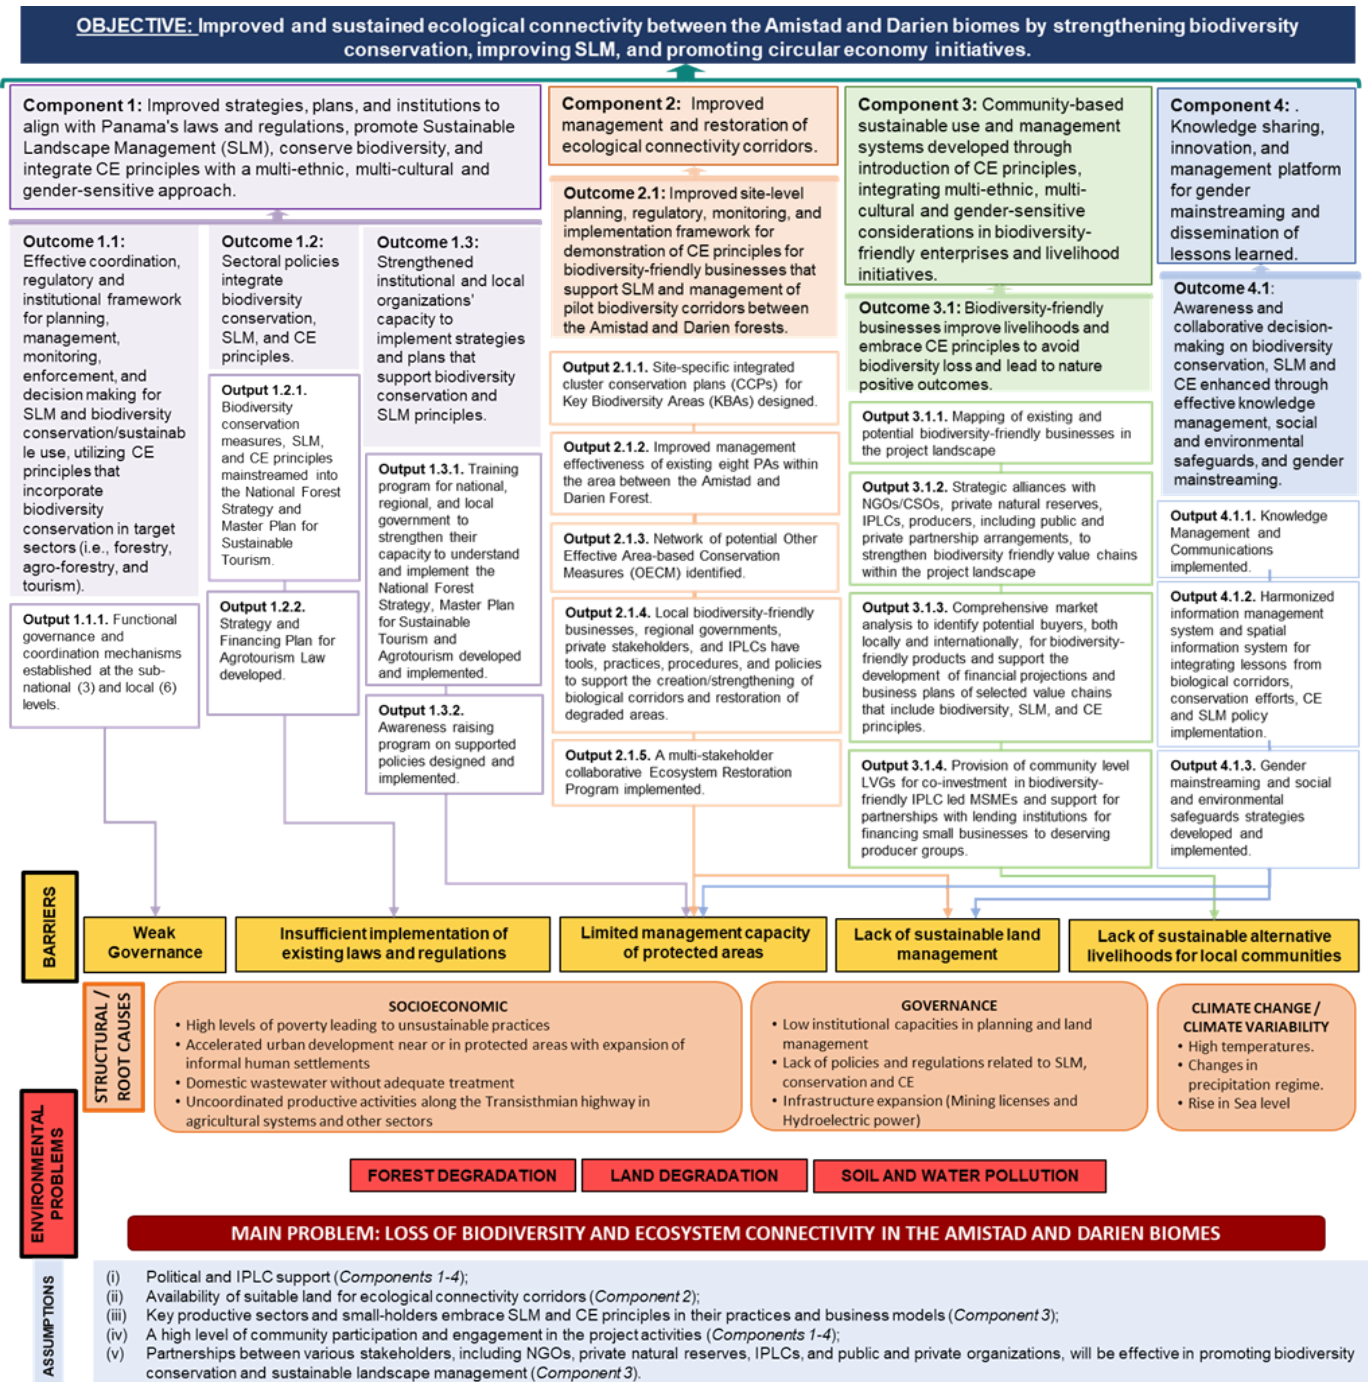 OBJECTIVE: Improved and sustained ecological connectivity between the Amistad and Darien biomes by strengthening biodiversity
conservation, improving SLM, and promoting circular economy initiatives.
Component 1: Improved strategies, plans, and institutions to
align with Panama's laws and regulations, promote Sustainable
Landscape Management (SLM), conserve biodiversity, and
integrate CE principles with a multi-ethnic, multi-cultural and
gender-sensitive approach.
Outcome 1.1:
Effective coordination,
regulatory and
institutional framework
for planning,
management,
monitoring,
enforcement, and
decision making for
SLM and biodiversity
conservation/sustainab
le use, utilizing CE
principles that
incorporate
biodiversity
conservation in target
sectors (i.e., forestry,
agro-forestry, and
tourism).
Output 1.1.1. Functional
governance and
coordination mechanisms
established at the sub-
national (3) and local (6)
levels.
Outcome 1.2:
Sectoral policies
integrate
biodiversity
conservation,
SLM, and CE
principles.
Output 1.2.1.
Biodiversity
conservation
measures, SLM,
and CE principles
mainstreamed into
the National Forest
Strategy and
Master Plan for
Sustainable
Tourism.
Output 1.2.2.
Strategy and
Financing Plan for
Agrotourism Law
developed.
Outcome 1.3:
Strengthened
institutional and local
organizations'
capacity to
implement strategies
and plans that
support biodiversity
conservation and
SLM principles.
Output 1.3.1. Training
program for national,
regional, and local
government to
strengthen their
capacity to understand
and implement the
National Forest
Strategy, Master Plan
for Sustainable
Tourism and
Agrotourism developed
and implemented.
Output 1.3.2.
Awareness raising
program on supported
policies designed and
implemented.
Component 2: Improved
management and restoration of
ecological connectivity corridors.
Outcome 2.1: Improved site-level
planning, regulatory, monitoring, and
implementation framework for
demonstration of CE principles for
biodiversity-friendly businesses that
support SLM and management of
pilot biodiversity corridors between
the Amistad and Darien forests.
Output 2.1.1. Site-specific integrated
cluster conservation plans (CCPs) for
Key Biodiversity Areas (KBAs) designed.
Output 2.1.2. Improved management
effectiveness of existing eight PAs within
the area between the Amistad and
Darien Forest.
Output 2.1.3. Network of potential Other
Effective Area-based Conservation
Measures (OECM) identified.
Output 2.1.4. Local biodiversity-friendly
businesses, regional governments,
private stakeholders, and IPLCs have
tools, practices, procedures, and policies
to support the creation/strengthening of
biological corridors and restoration of
degraded areas.
Output 2.1.5. A multi-stakeholder
collaborative Ecosystem Restoration
Program implemented.
Component 3: Community-based
sustainable use and management
systems developed through
introduction of CE principles,
integrating multi-ethnic, multi-
cultural and gender-sensitive
considerations in biodiversity-
friendly enterprises and livelihood
initiatives.
Outcome 3.1: Biodiversity-friendly
businesses improve livelihoods and
embrace CE principles to avoid
biodiversity loss and lead to nature
positive outcomes.
Output 3.1.1. Mapping of existing and
potential biodiversity-friendly businesses in
the project landscape
Output 3.1.2. Strategic alliances with
NGOs/CSOs, private natural reserves,
IPLCs, producers, including public and
private partnership arrangements, to
strengthen biodiversity friendly value chains
within the project landscape
Output 3.1.3. Comprehensive market
analysis to identify potential buyers, both
locally and internationally, for biodiversity-
friendly products and support the
development of financial projections and
business plans of selected value chains
that include biodiversity, SLM, and CE
principles.
Output 3.1.4. Provision of community level
LVGs for co-investment in biodiversity-
friendly IPLC led MSMEs and support for
partnerships with lending institutions for
financing small businesses to deserving
producer groups.
Component 4: .
Knowledge sharing,
innovation, and
management platform
for gender
mainstreaming and
dissemination of
lessons learned.
Outcome 4.1:
Awareness and
collaborative decision-
making on biodiversity
conservation, SLM and
CE enhanced through
effective knowledge
management, social
and environmental
safeguards, and gender
mainstreaming.
Output 4.1.1. Knowledge
Management and
Communications
implemented.
Output 4.1.2. Harmonized
information management
system and spatial
information system for
integrating lessons from
biological corridors,
conservation efforts, CE
and SLM policy
implementation.
Output 4.1.3. Gender
mainstreaming and social
and environmental
safeguards strategies
developed and
implemented.
BARRIERS
Weak
Governance
Insufficient implementation of
existing laws and regulations
Limited management capacity
of protected areas
Lack of sustainable land
management
Lack of sustainable alternative
livelihoods for local communities
STRUCTURAL /
ROOT CAUSES
SOCIOECONOMIC
• High levels of poverty leading to unsustainable practices
• Accelerated urban development near or in protected areas with expansion of
informal human settlements
• Domestic wastewater without adequate treatment
• Uncoordinated productive activities along the Transisthmian highway in
agricultural systems and other sectors
GOVERNANCE
• Low institutional capacities in planning and land
management
• Lack of policies and regulations related to SLM,
conservation and CE
• Infrastructure expansion (Mining licenses and
Hydroelectric power)
CLIMATE CHANGE /
CLIMATE VARIABILITY
• High temperatures.
• Changes in
precipitation regime.
• Rise in Sea level
ENVIRONMENTAL
PROBLEMS
FOREST DEGRADATION
LAND DEGRADATION
SOIL AND WATER POLLUTION
MAIN PROBLEM: LOSS OF BIODIVERSITY AND ECOSYSTEM CONNECTIVITY IN THE AMISTAD AND DARIEN BIOMES
ASSUMPTIONS
(i) Political and IPLC support (Components 1-4);
(ii) Availability of suitable land for ecological connectivity corridors (Component 2);
(iii) Key productive sectors and small-holders embrace SLM and CE principles in their practices and business models (Component 3);
(iv) A high level of community participation and engagement in the project activities (Components 1-4);
(v) Partnerships between various stakeholders, including NGOs, private natural reserves, IPLCs, and public and private organizations, will be effective in promoting biodiversity
conservation and sustainable landscape management (Component 3).